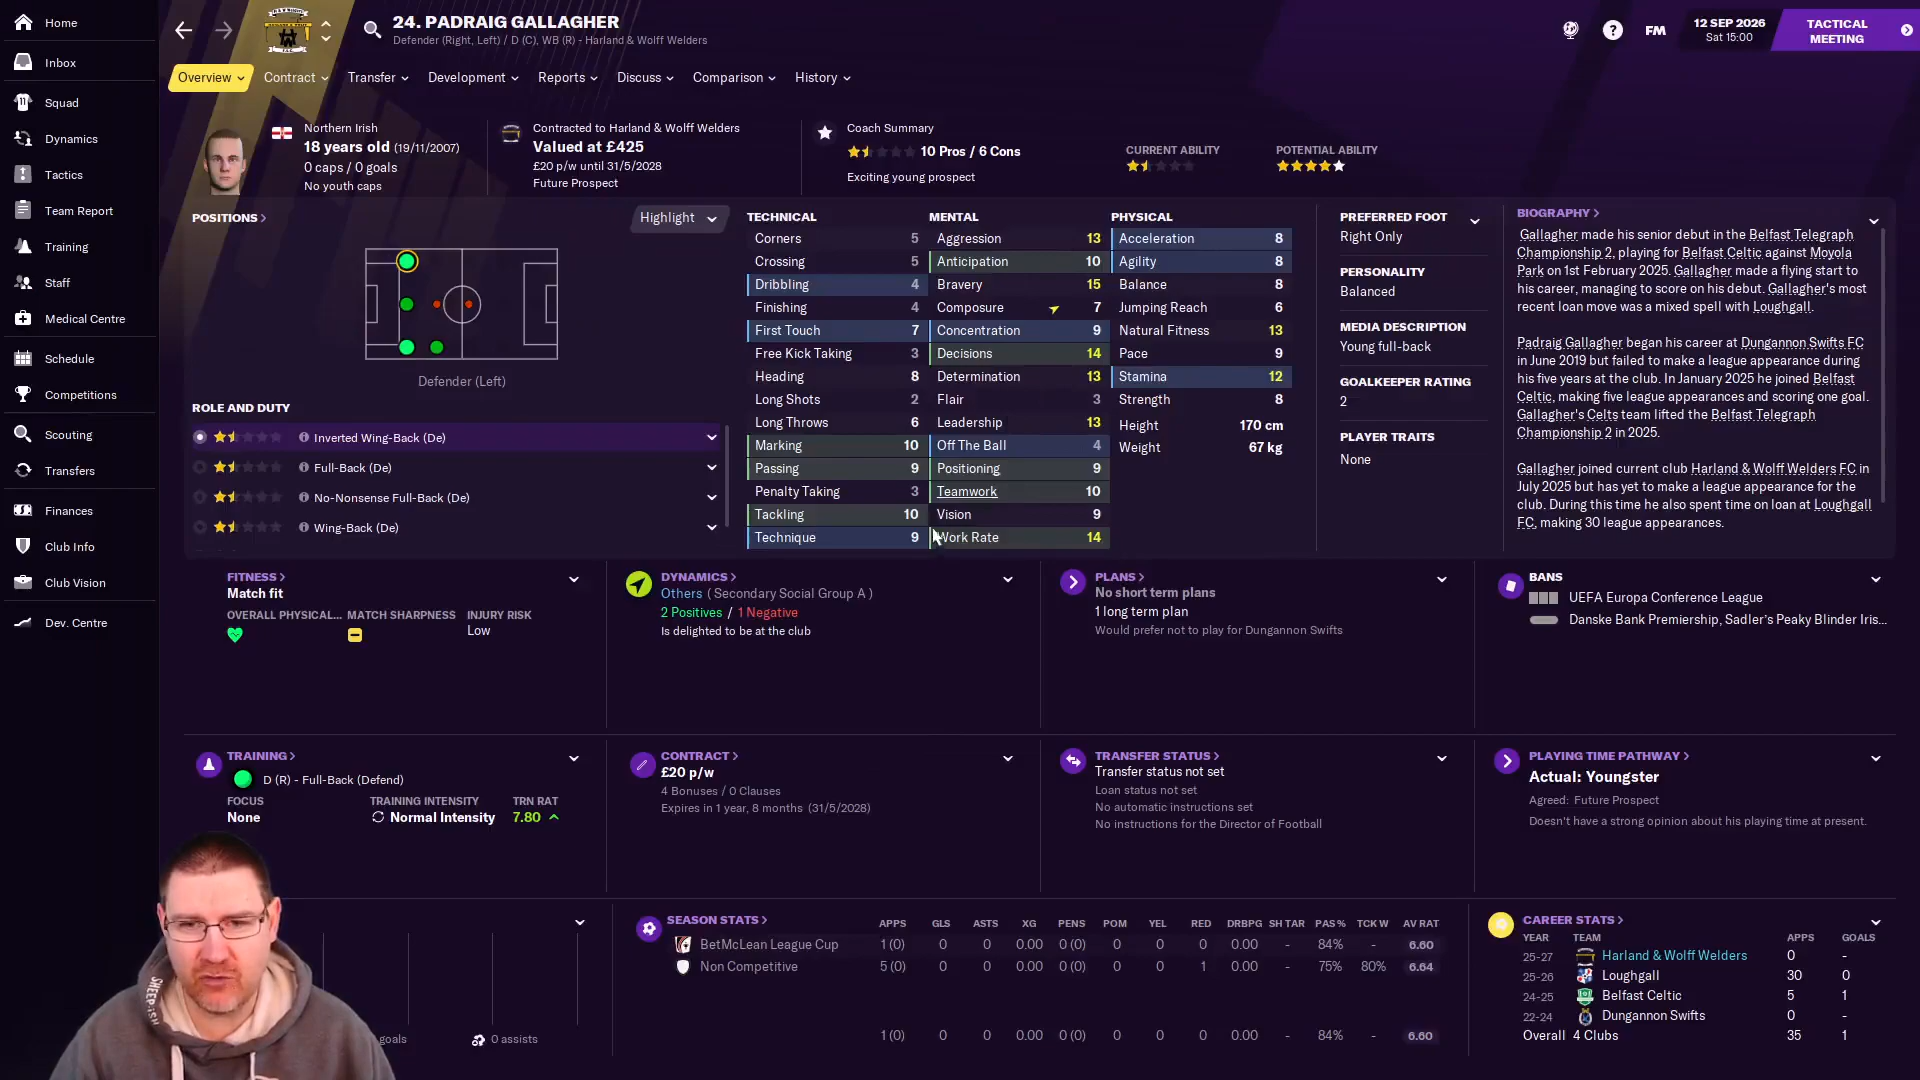 Home
Inbox
Squad
Dynamics
Tactics
Team Report
Training
Staff
Medical Centre
Schedule
Competitions
Scouting
Transfers
Finances
Club Info
Club Vision
Dev. Centre
24. PADRAIG GALLAGHER
Defender (Right, Left) / D (C), WB (R) - Harland & Wolff Welders
FM
12 SEP 2026
Sat 15:00
TACTICAL MEETING
Overview Contract Transfer Development Reports Discuss Comparison History
Northern Irish
18 years old (19/11/2007)
0 caps / 0 goals
No youth caps
Contracted to Harland & Wolff Welders
Valued at £425
£20 p/w until 31/5/2028
Future Prospect
Coach Summary
10 Pros / 6 Cons
Exciting young prospect
CURRENT ABILITY
POTENTIAL ABILITY
POSITIONS >
Highlight
Defender (Left)
ROLE AND DUTY
Inverted Wing-Back (De)
Full-Back (De)
No-Nonsense Full-Back (De)
Wing-Back (De)
TECHNICAL
Corners 5
Crossing 5
Dribbling 4
Finishing 4
First Touch 7
Free Kick Taking 3
Heading 8
Long Shots 2
Long Throws 6
Marking 10
Passing 9
Penalty Taking 3
Tackling 10
Technique 9
MENTAL
Aggression 13
Anticipation 10
Bravery 15
Composure 7
Concentration 9
Decisions 14
Determination 13
Flair 3
Leadership 13
Off The Ball 4
Positioning 9
Teamwork 10
Vision 9
Work Rate 14
PHYSICAL
Acceleration 8
Agility 8
Balance 8
Jumping Reach 6
Natural Fitness 13
Pace 9
Stamina 12
Strength 8
Height 170 cm
Weight 67 kg
PREFERRED FOOT
Right Only
PERSONALITY
Balanced
MEDIA DESCRIPTION
Young full-back
GOALKEEPER RATING
2
PLAYER TRAITS
None
BIOGRAPHY >
Gallagher made his senior debut in the Belfast Telegraph
Championship 2, playing for Belfast Celtic against Moyola
Park on 1st February 2025. Gallagher made a flying start to
his career, managing to score on his debut. Gallagher's most
recent loan move was a mixed spell with Loughgall.
Padraig Gallagher began his career at Dungannon Swifts FC
in June 2019 but failed to make a league appearance during
his five years at the club. In January 2025 he joined Belfast
Celtic, making five league appearances and scoring one goal.
Gallagher's Celts team lifted the Belfast Telegraph
Championship 2 in 2025.
Gallagher joined current club Harland & Wolff Welders FC in
July 2025 but has yet to make a league appearance for the
club. During this time he also spent time on loan at Loughgall
FC, making 30 league appearances.
FITNESS >
Match fit
OVERALL PHYSICAL... MATCH SHARPNESS INJURY RISK
Low
DYNAMICS >
Others ( Secondary Social Group A )
2 Positives / 1 Negative
Is delighted to be at the club
PLANS >
No short term plans
1 long term plan
Would prefer not to play for Dungannon Swifts
BANS
UEFA Europa Conference League
Danske Bank Premiership, Sadler's Peaky Blinder Iris...
TRAINING >
D (R) - Full-Back (Defend)
FOCUS TRAINING INTENSITY TRN RAT
None Normal Intensity 7.80
CONTRACT >
£20 p/w
4 Bonuses / 0 Clauses
Expires in 1 year, 8 months (31/5/2028)
TRANSFER STATUS >
Transfer status not set
Loan status not set
No automatic instructions set
No instructions for the Director of Football
PLAYING TIME PATHWAY >
Actual: Youngster
Agreed: Future Prospect
Doesn't have a strong opinion about his playing time at present.
goals 0 assists
SHEEPISH
SEASON STATS > APPS GLS ASTS XG PENS POM YEL RED DRBPG SH TAR PAS % TCK W AV RAT
BetMcLean League Cup 1 (0) 0 0 0.00 0 (0) 0 0 0 0.00 - 84% - 6.60
Non Competitive 5 (0) 0 0 0.00 0 (0) 0 0 1 0.00 - 75% 80% 6.64
1 (0) 0 0 0.00 0 (0) 0 0 0 0.00 - 84% - 6.60
CAREER STATS >
YEAR TEAM APPS GOALS
25-27 Harland & Wolff Welders 0 -
25-26 Loughgall 30 0
24-25 Belfast Celtic 5 1
22-24 Dungannon Swifts 0 -
Overall 4 Clubs 35 1